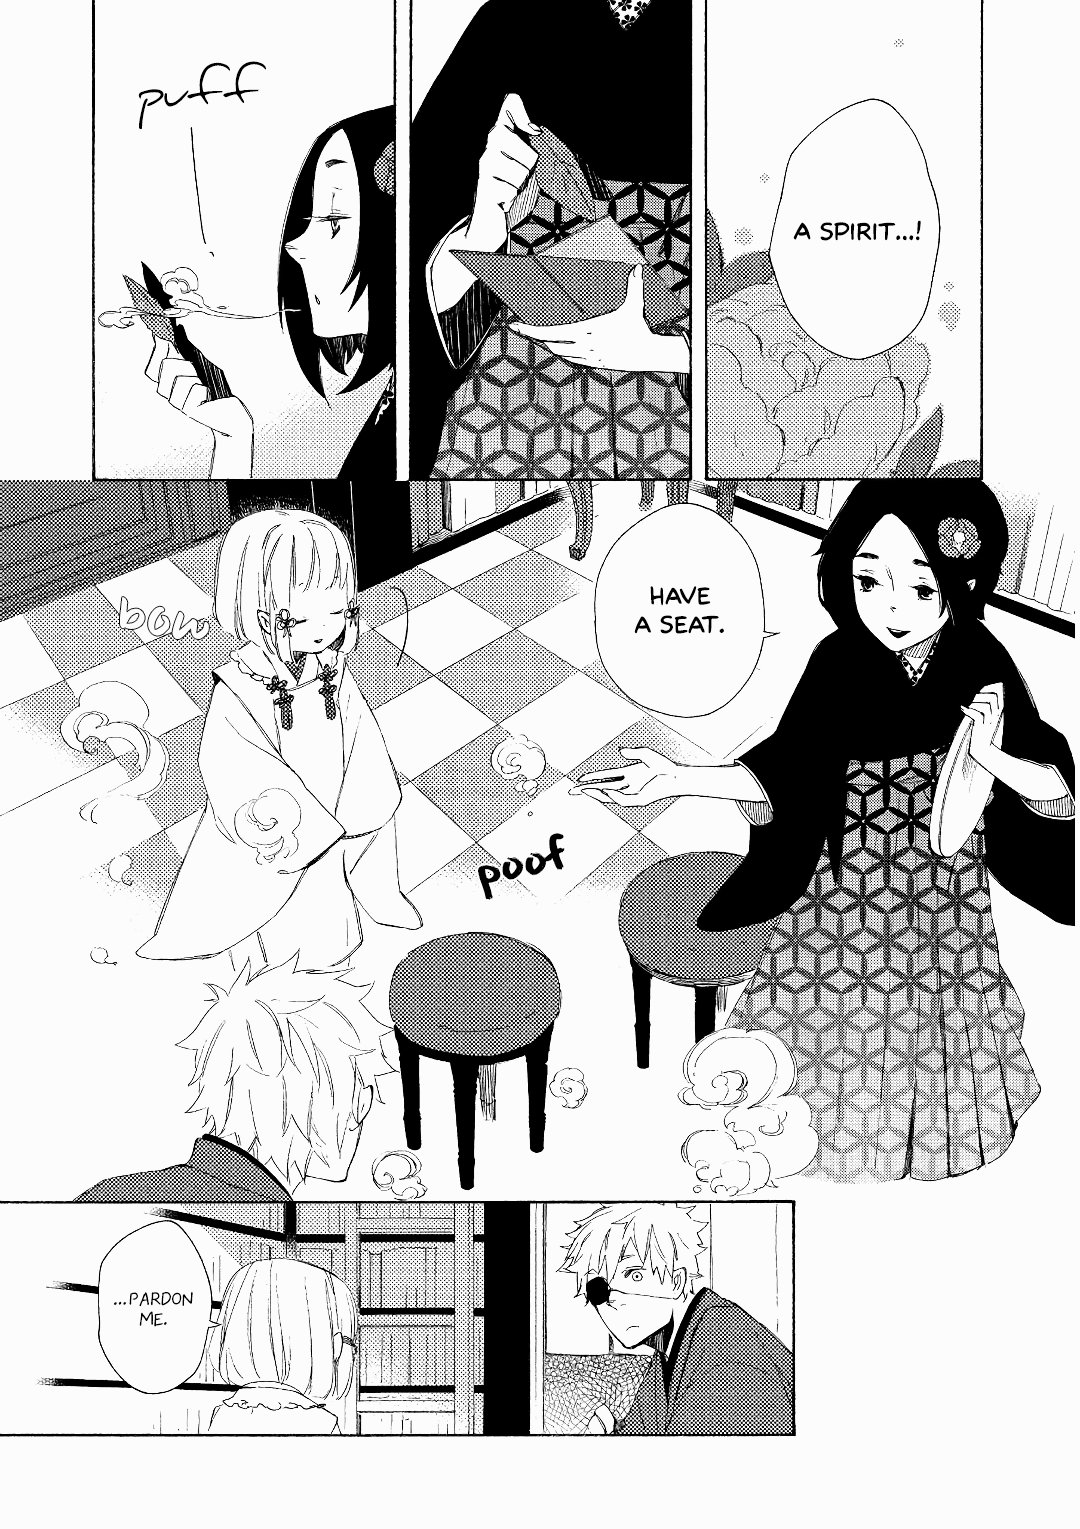 puff
A SPIRIT...!
bow
HAVE
A SEAT.
poof
...PARDON
ME.